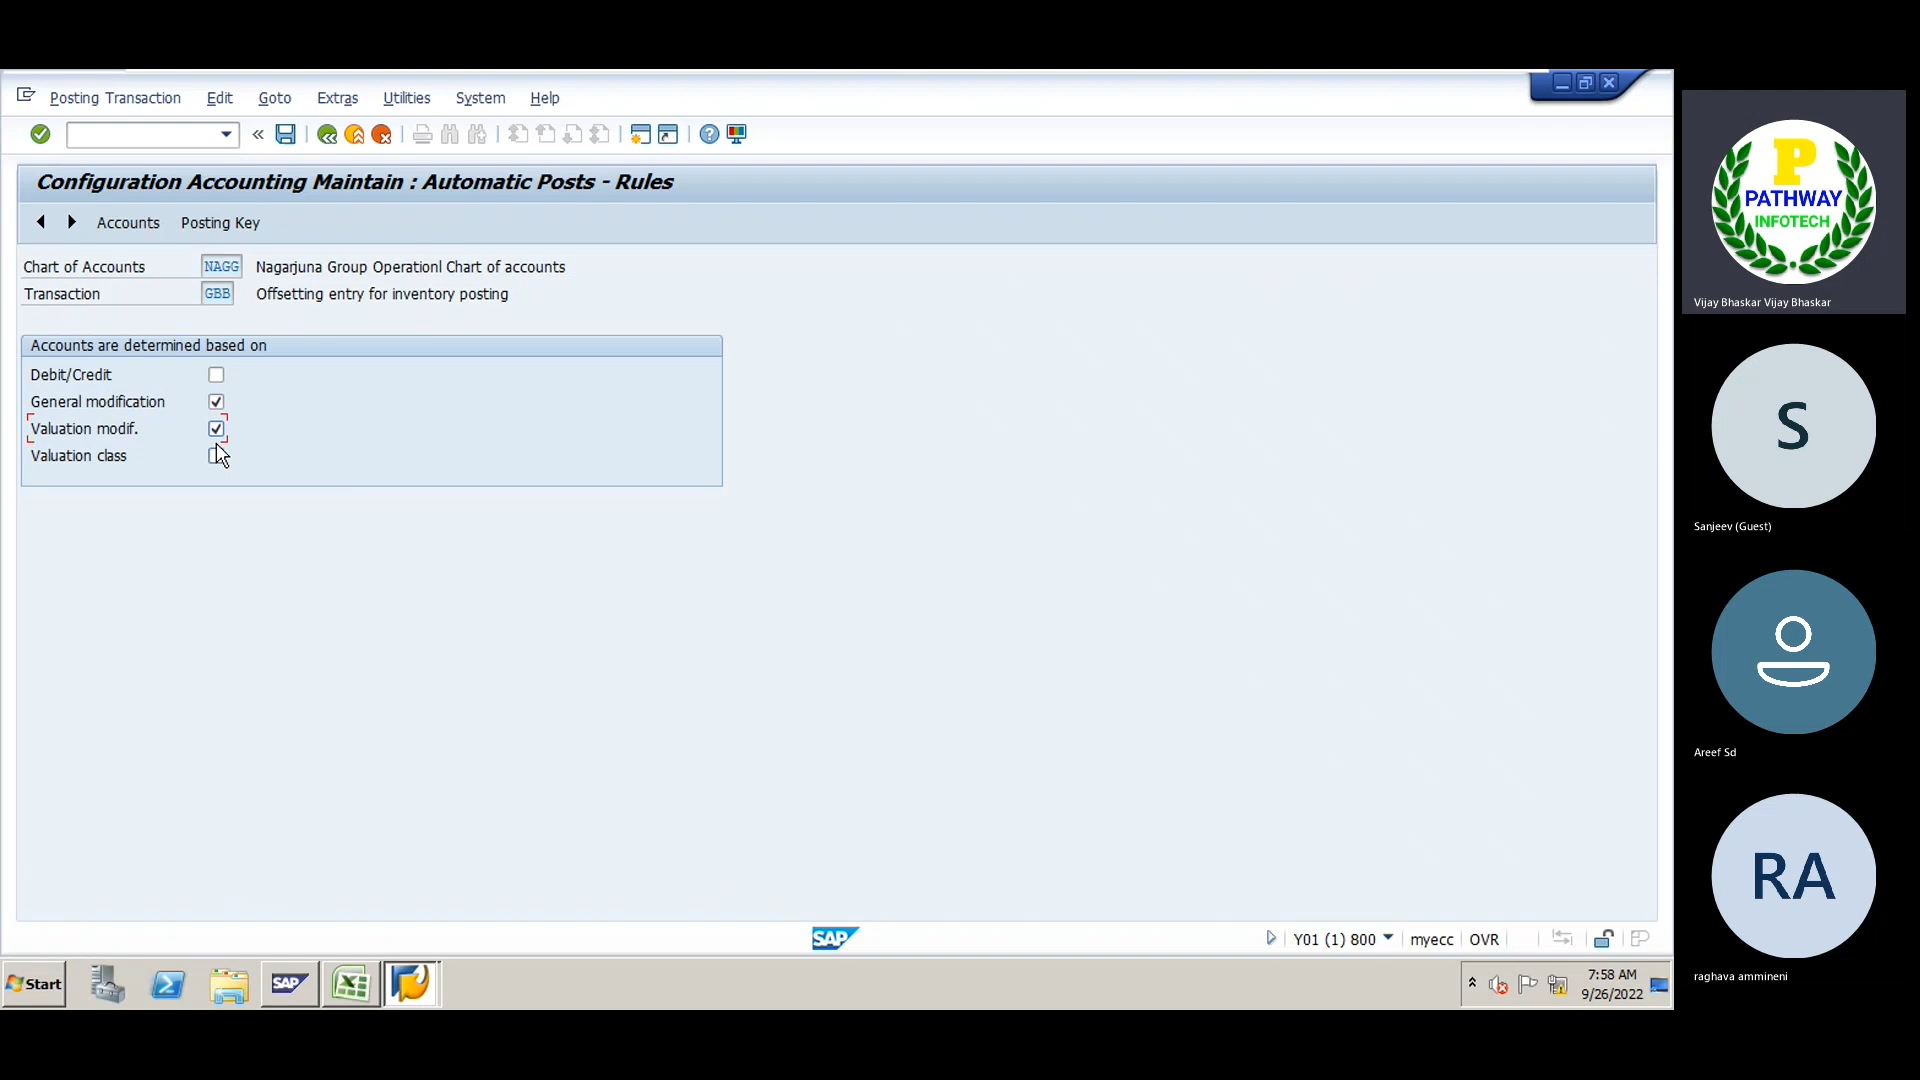 Posting Transaction Edit Goto Extras Utilities System Help
Configuration Accounting Maintain : Automatic Posts - Rules
Accounts Posting Key
Chart of Accounts NAGG Nagarjuna Group Operationl Chart of accounts
Transaction GBB Offsetting entry for inventory posting
Accounts are determined based on
Debit/Credit
General modification
Valuation modif.
Valuation class
SAP
Y01 (1) 800 myecc OVR
Start
SAP
7:58 AM
9/26/2022
P
PATHWAY
INFOTECH
Vijay Bhaskar Vijay Bhaskar
S
Sanjeev (Guest)
Areef Sd
RA
raghava ammineni